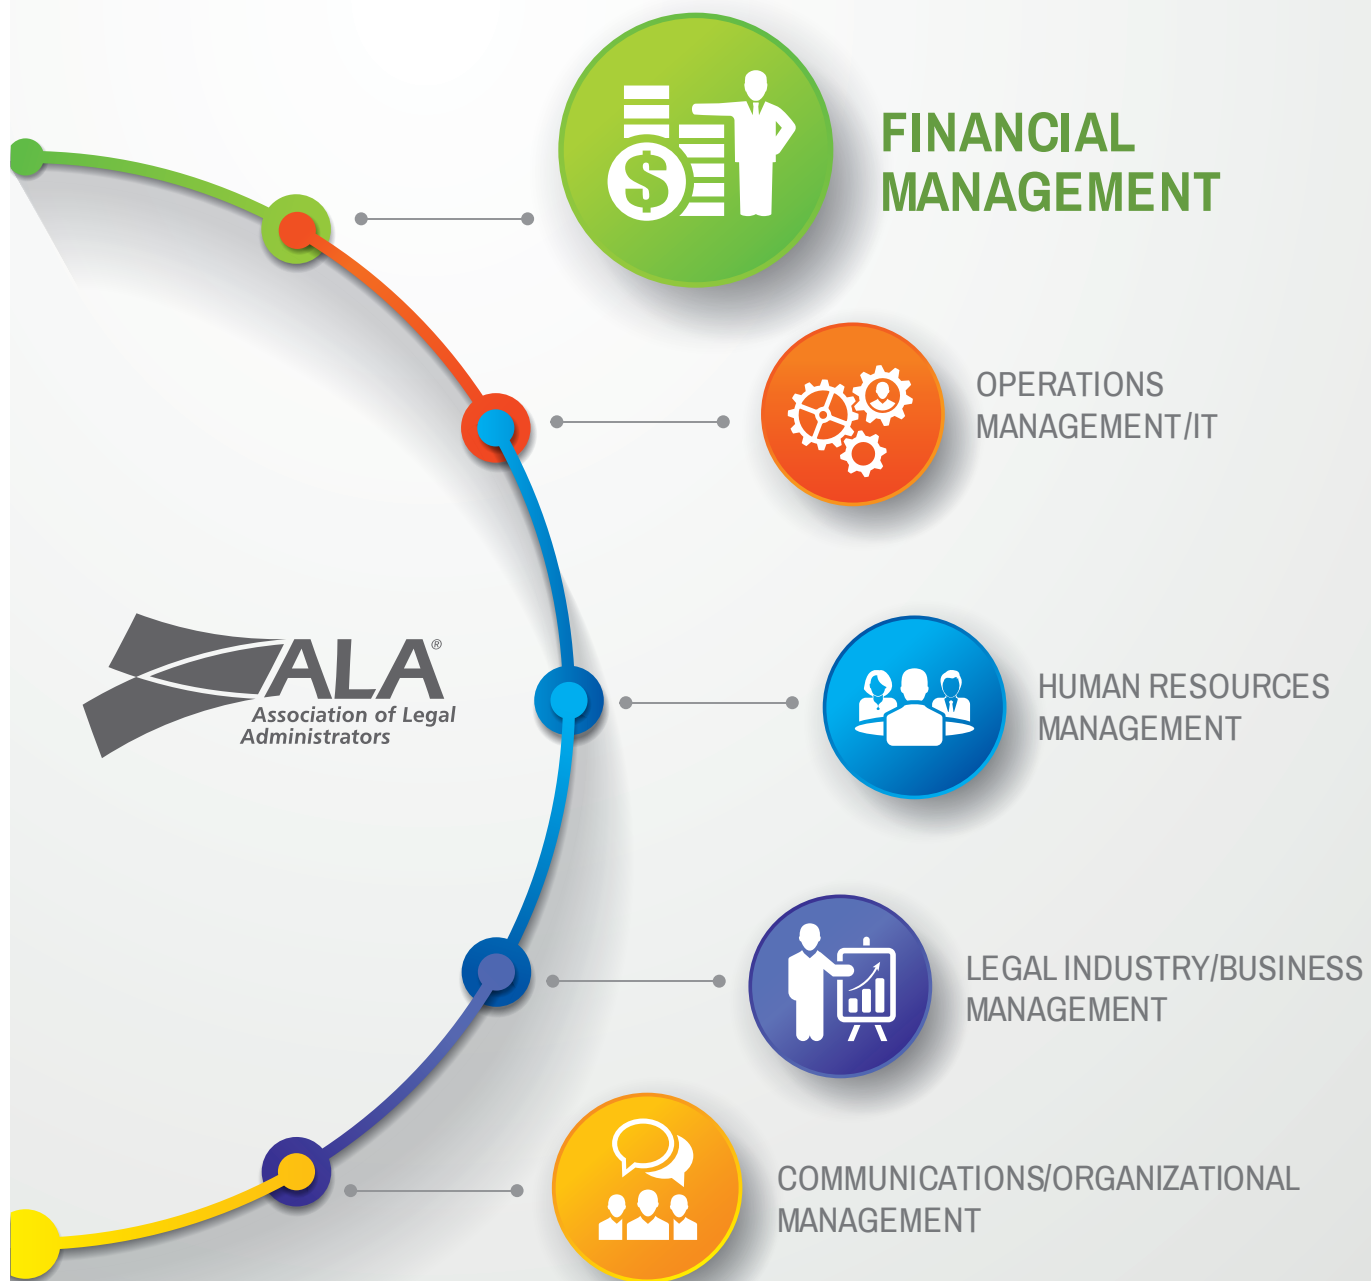 FINANCIAL
MANAGEMENT
$
OPERATIONS
MANAGEMENT/IT
ALA®
Association of Legal
Administrators
HUMAN RESOURCES
MANAGEMENT
LEGAL INDUSTRY/BUSINESS
MANAGEMENT
COMMUNICATIONS/ORGANIZATIONAL
MANAGEMENT